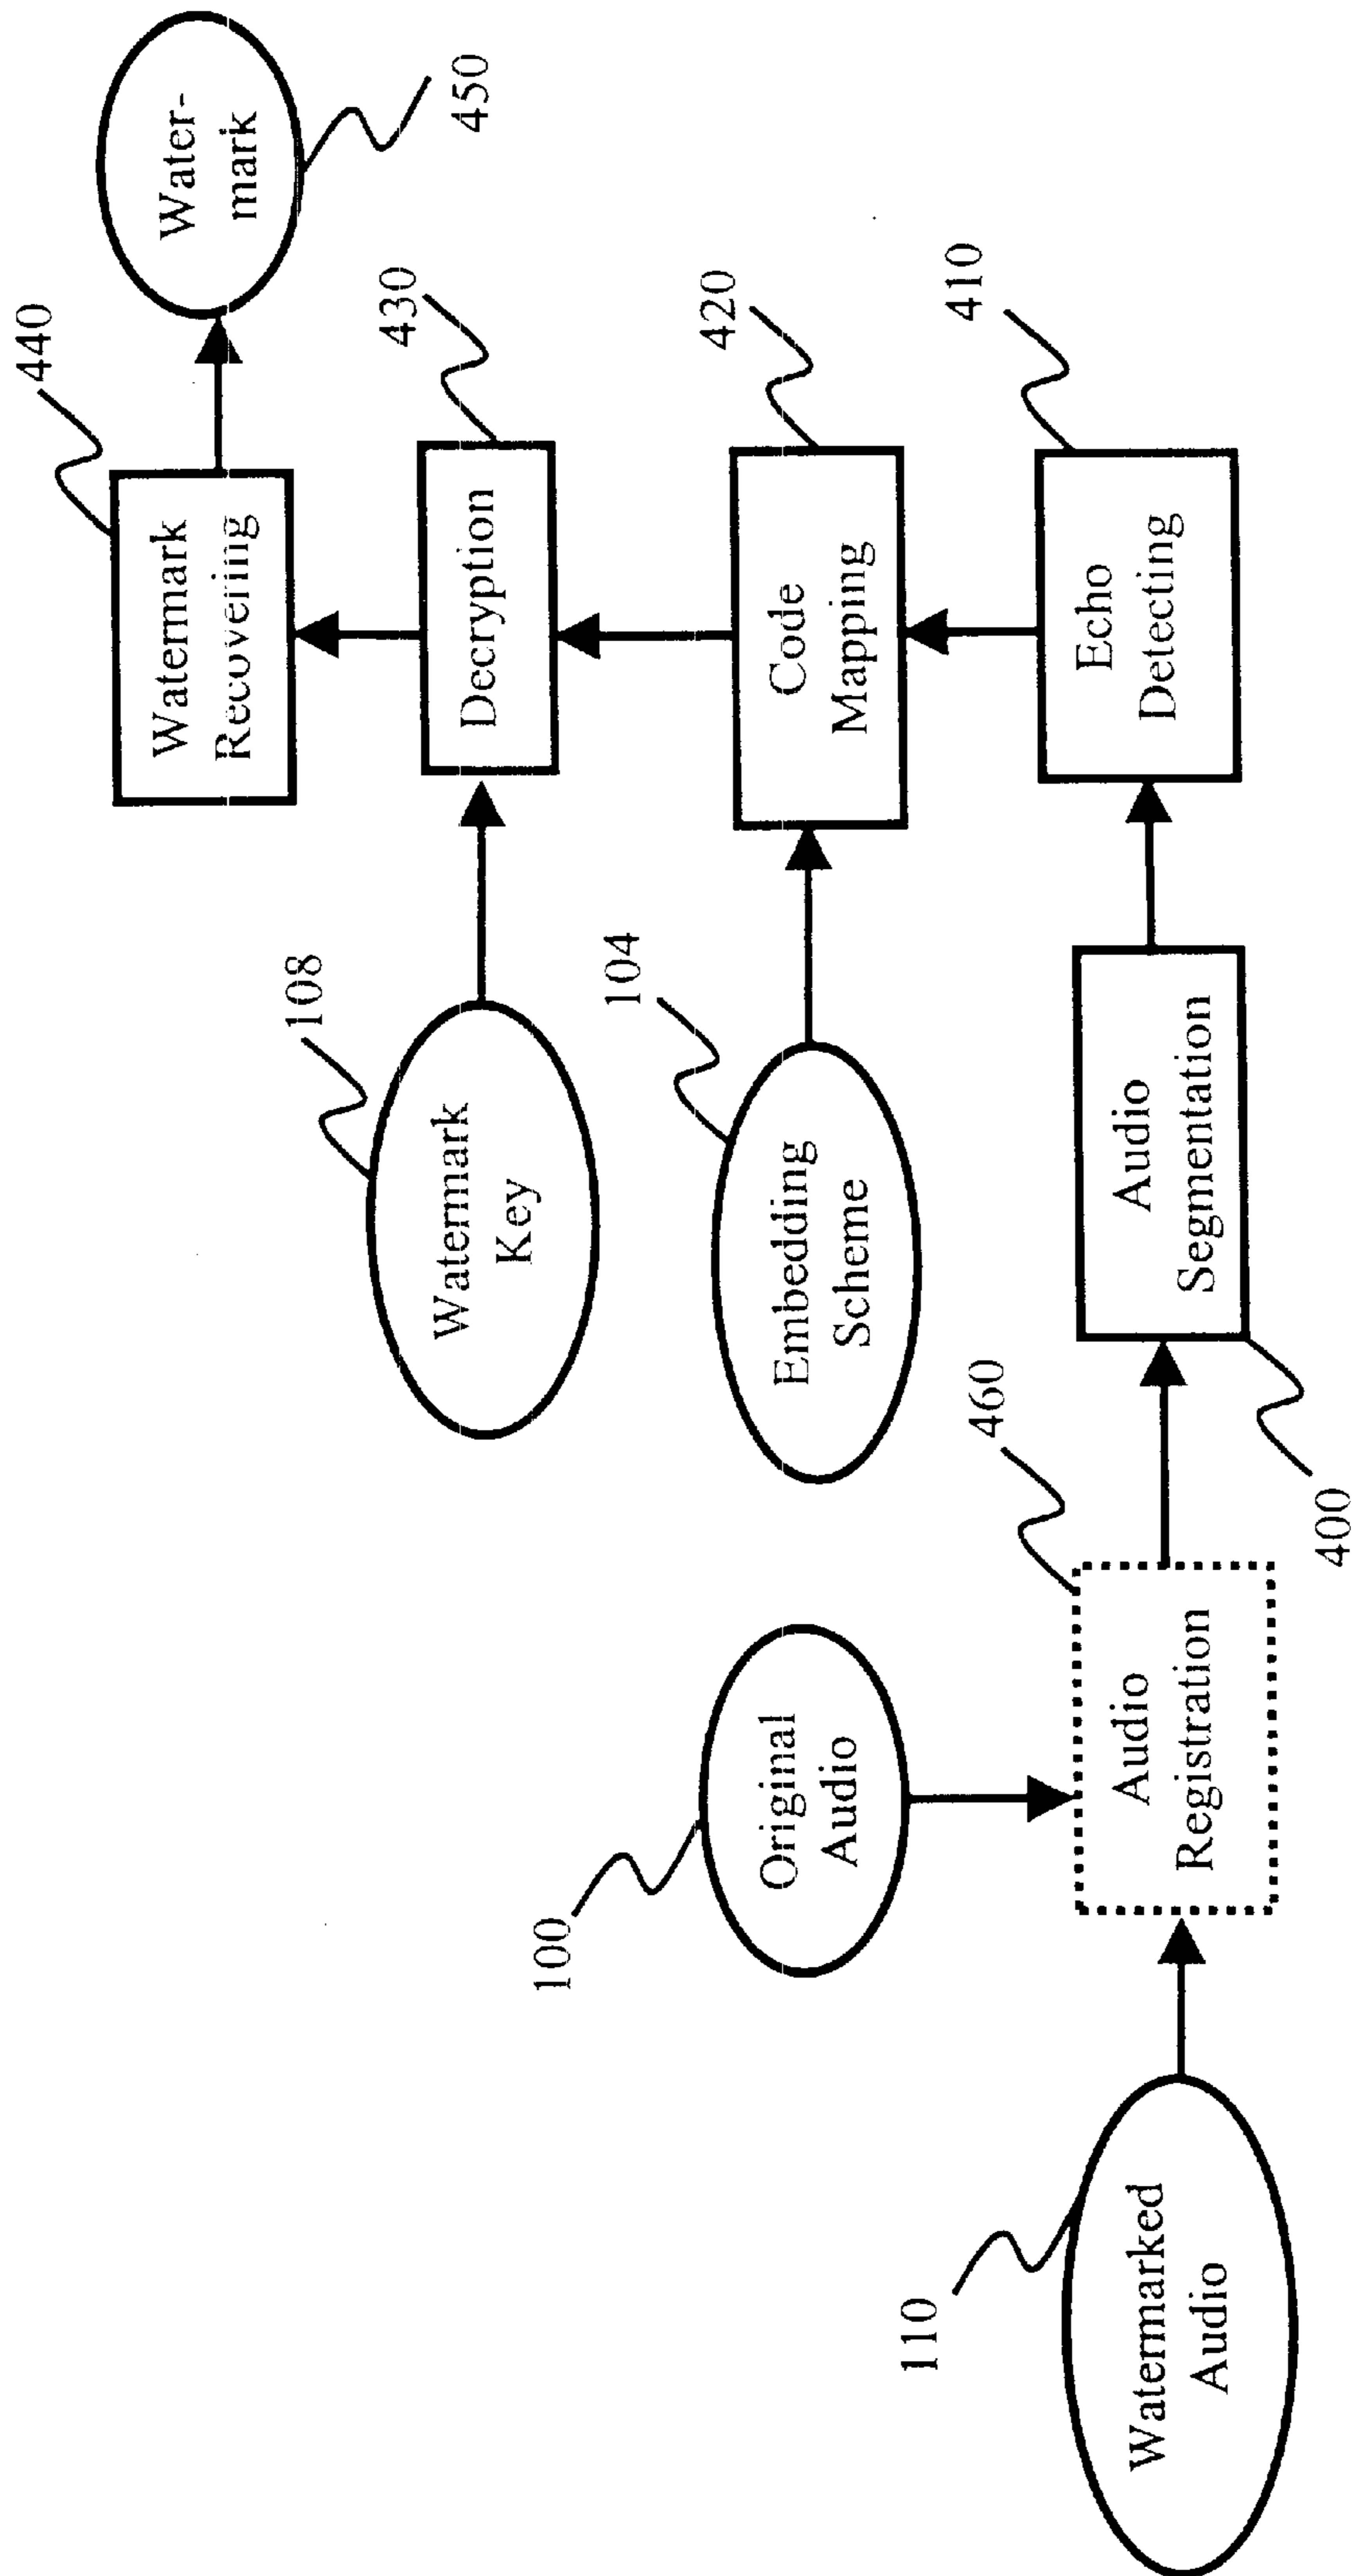 440
Watermark
Recovering
Water-
mark
450
108
Watermark
Key
430
Decryption
104
Embedding
Scheme
420
Code
Mapping
100
Original
Audio
410
Echo
Detecting
110
Watermarked
Audio
460
Audio
Registration
400
Audio
Segmentation